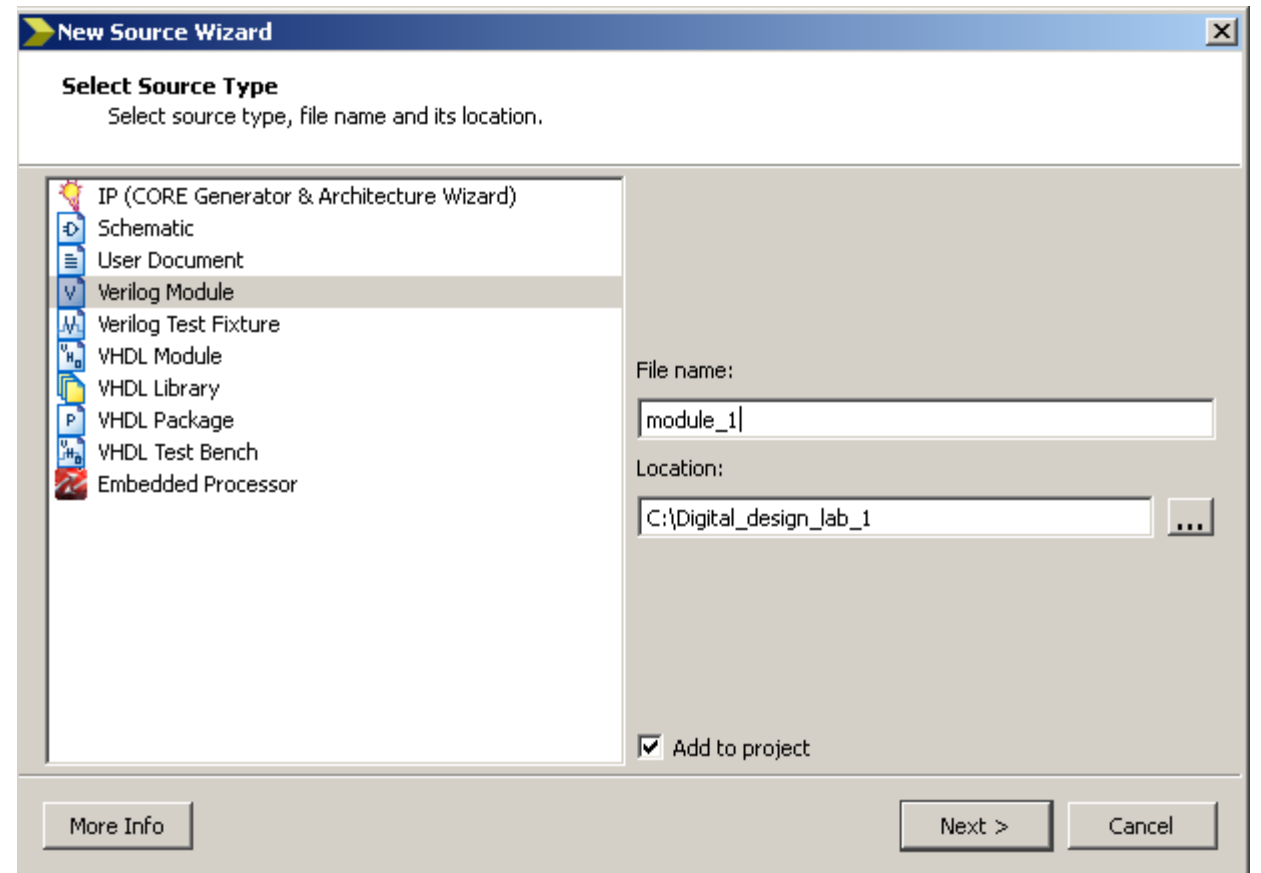 New Source Wizard
Select Source Type
Select source type, file name and its location.
IP (CORE Generator & Architecture Wizard)
Schematic
User Document
Verilog Module
Verilog Test Fixture
VHDL Module
VHDL Library
VHDL Package
VHDL Test Bench
Embedded Processor
File name:
module_1
Location:
C:\Digital_design_lab_1
...
Add to project
More Info
Next >
Cancel